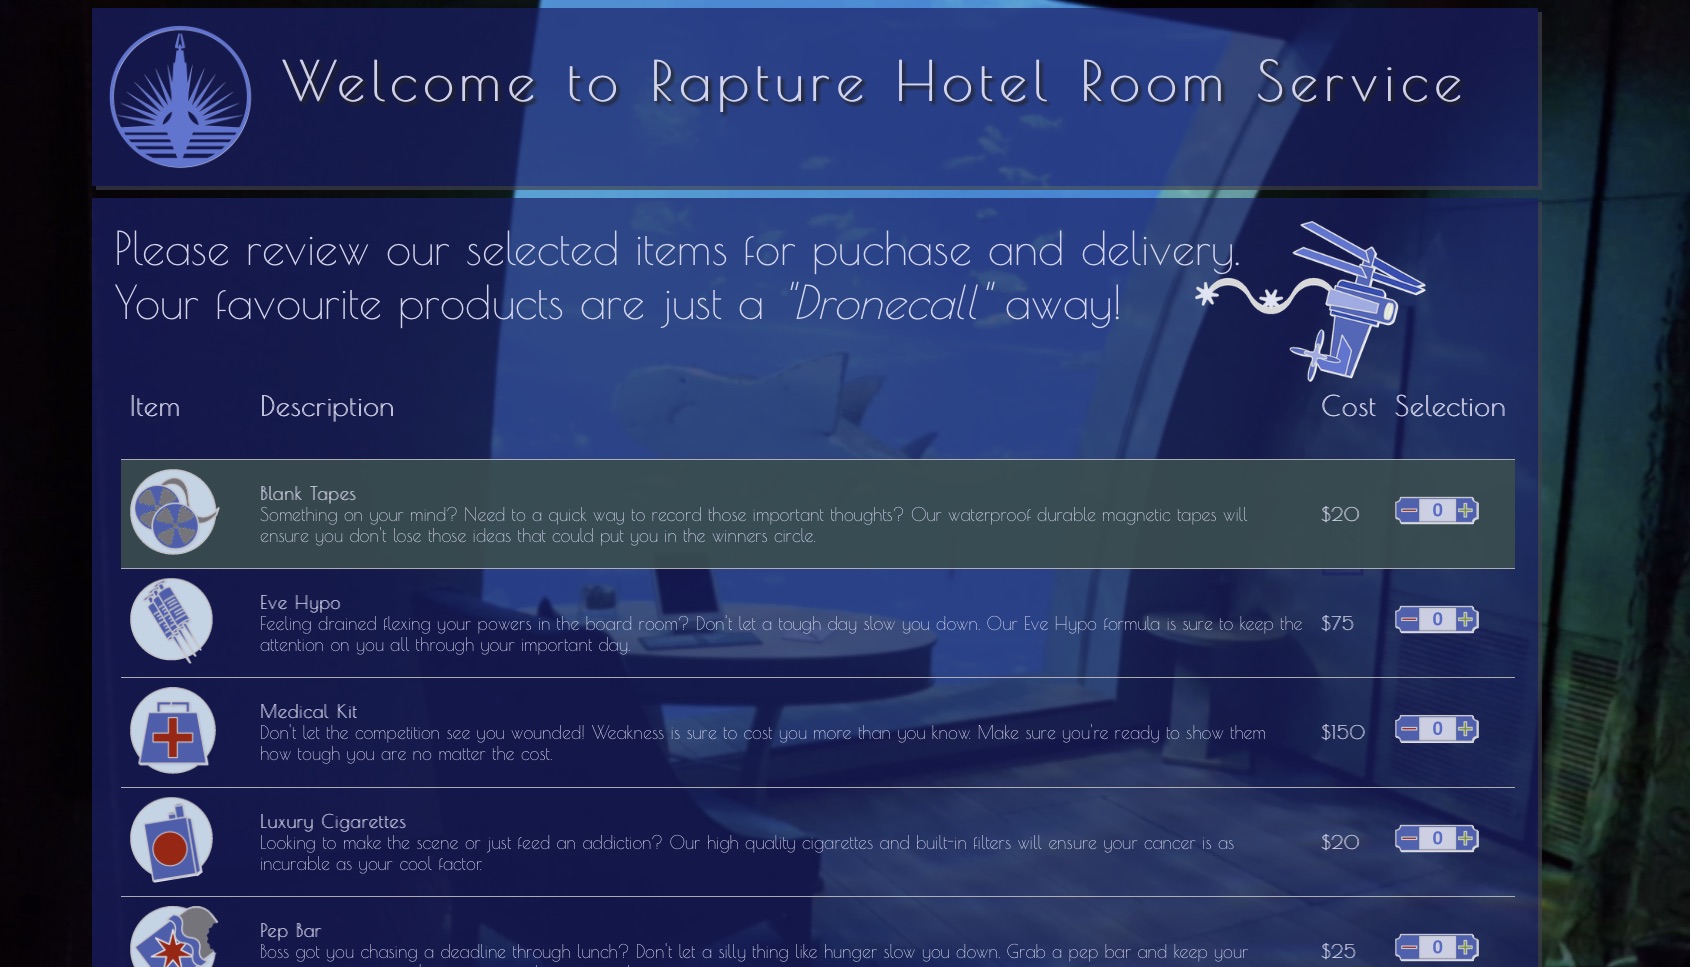 Welcome to Rapture Hotel Room Service
Please review our selected items for puchase and delivery.
Your favourite products are just a "Dronecall" away!
Item Description Cost Selection
Blank Tapes
Something on your mind? Need to a quick way to record those important thoughts? Our waterproof durable magnetic tapes will
ensure you don't lose those ideas that could put you in the winners circle.
$20 0
Eve Hypo
Feeling drained flexing your powers in the board room? Don't let a tough day slow you down. Our Eve Hypo formula is sure to keep the
attention on you all through your important day.
$75 0
Medical Kit
Don't let the competition see you wounded! Weakness is sure to cost you more than you know. Make sure you're ready to show them
how tough you are no matter the cost.
$150 0
Luxury Cigarettes
Looking to make the scene or just feed an addiction? Our high quality cigarettes and built-in filters will ensure your cancer is as
incurable as your cool factor.
$20 0
Pep Bar
Boss got you chasing a deadline through lunch? Don't let a silly thing like hunger slow you down. Grab a pep bar and keep your
$25 0